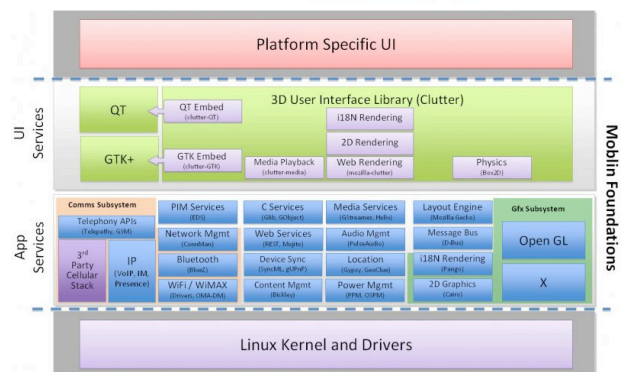 Platform Specific UI
UI Services
3D User Interface Library (Clutter)
QT
QT Embed
(clutter-QT)
i18N Rendering
2D Rendering
GTK+
GTK Embed
(clutter-GTK)
Media Playback
(clutter-media)
Web Rendering
(mozilla-clutter)
Physics
(Box2D)
Moblin Foundations
App Services
Comms Subsystem
Telephony APIs
(Telepathy, GSM)
3rd Party Cellular Stack
IP
(VoIP, IM, Presence)
PIM Services
(EDS)
Network Mgmt
(ConnMan)
Bluetooth
(BlueZ)
WiFi / WiMAX
(Drivers, OMA-DM)
C Services
(Glib, GObject)
Web Services
(REST, Mojito)
Device Sync
(SyncML, gUPnP)
Content Mgmt
(Bickley)
Media Services
(GStreamer, Helix)
Audio Mgmt
(PulseAudio)
Location
(Gypsy, GeoClue)
Power Mgmt
(PPM, OSPM)
Layout Engine
(Mozilla Gecko)
Message Bus
(D-Bus)
i18N Rendering
(Pango)
2D Graphics
(Cairo)
Gfx Subsystem
Open GL
X
Linux Kernel and Drivers